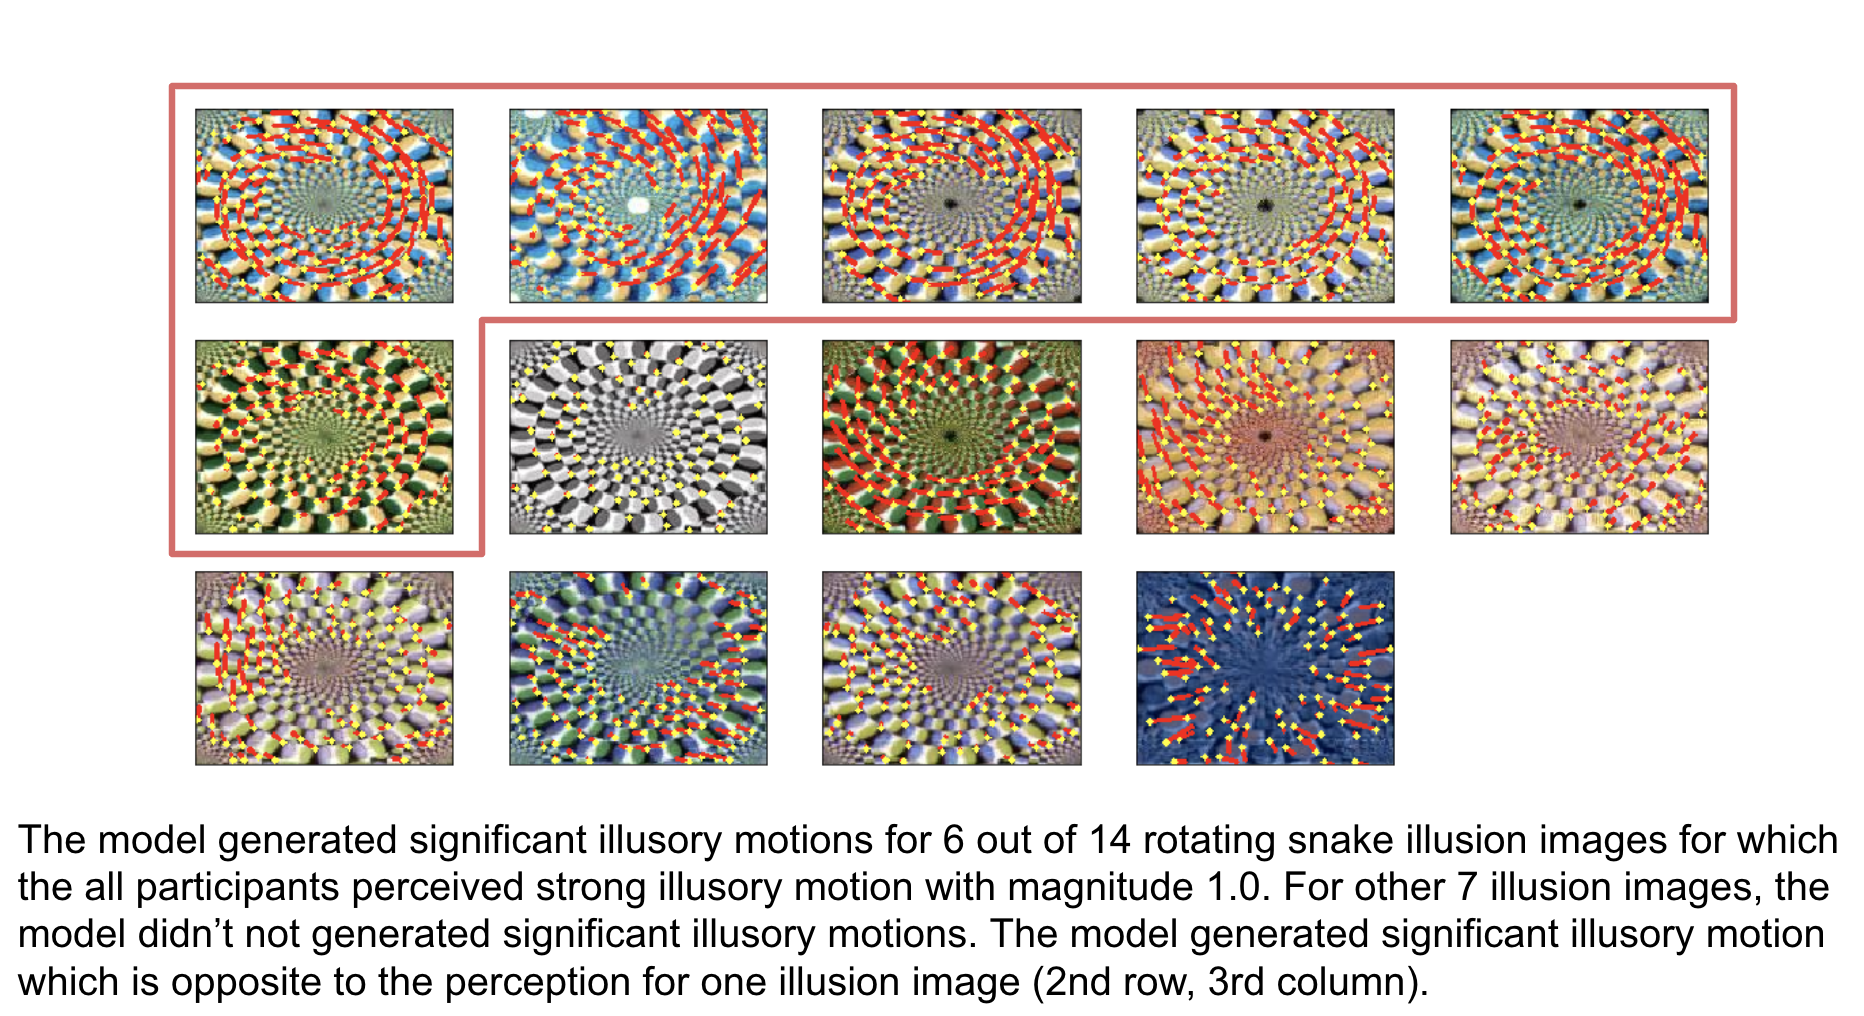 The model generated significant illusory motions for 6 out of 14 rotating snake illusion images for which
the all participants perceived strong illusory motion with magnitude 1.0. For other 7 illusion images, the
model didn’t not generated significant illusory motions. The model generated significant illusory motion
which is opposite to the perception for one illusion image (2nd row, 3rd column).